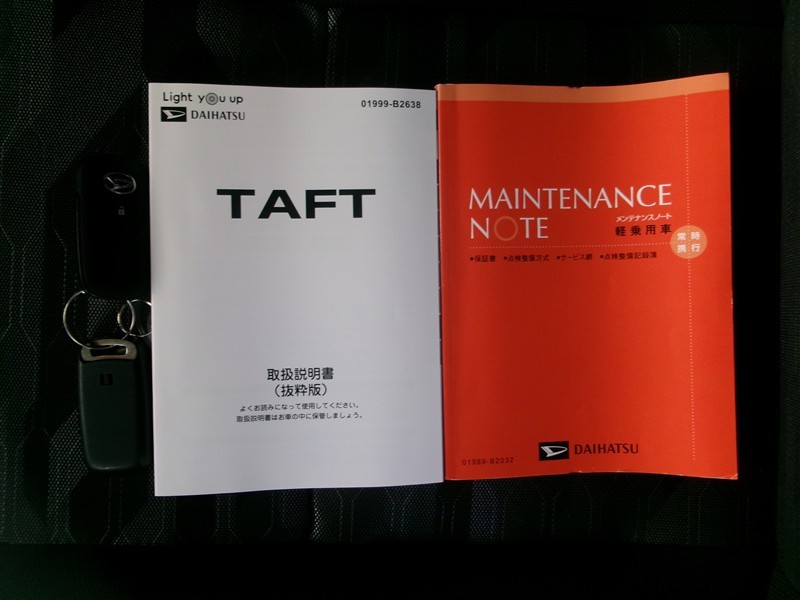 Light you up
DAIHATSU
01999-B2638
TAFT
取扱説明書
（抜粋版）
よくお読みになって使用してください。
取扱説明書はお車の中に保管しましょう。
MAINTENANCE
NOTE
メンテナンスノート
軽乗用車
常時
携行
●保証書 ●点検整備方式 ●サービス網 ●点検整備記録簿
DAIHATSU
01989-B2032